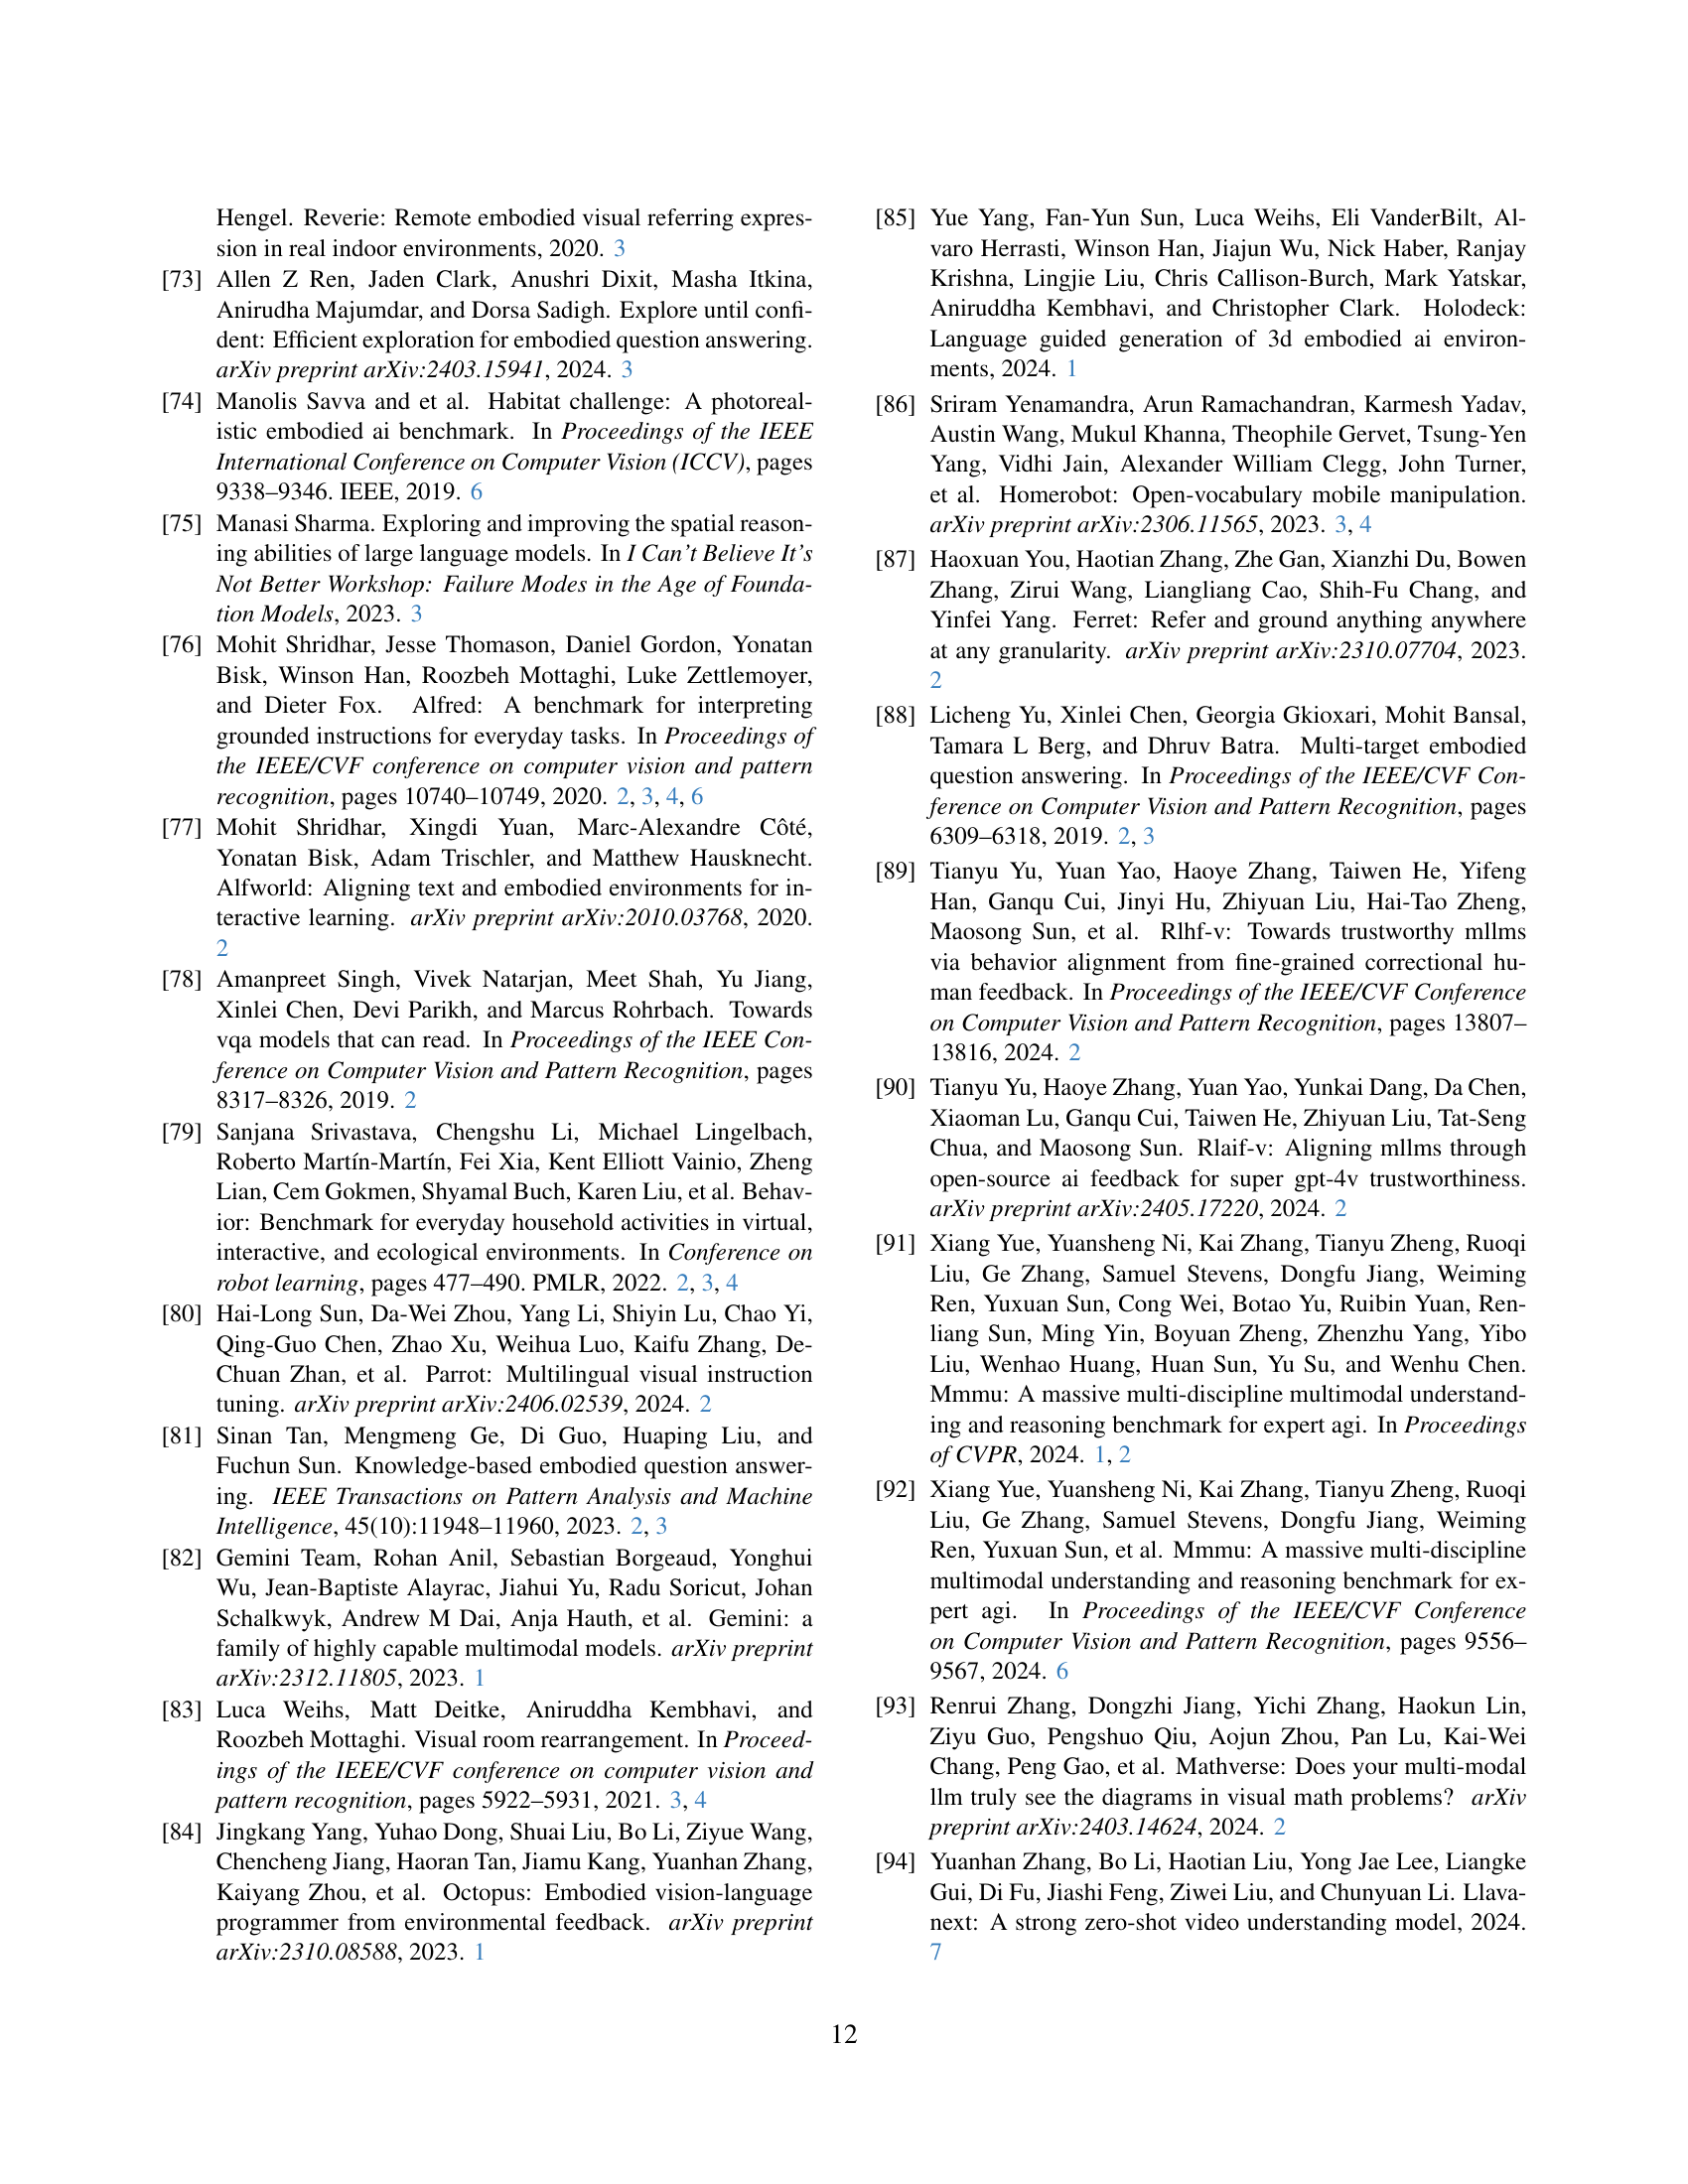 Hengel. Reverie: Remote embodied visual referring expres-
sion in real indoor environments, 2020. 3
[73] Allen Z Ren, Jaden Clark, Anushri Dixit, Masha Itkina,
Anirudha Majumdar, and Dorsa Sadigh. Explore until confi-
dent: Efficient exploration for embodied question answering.
arXiv preprint arXiv:2403.15941, 2024. 3
[74] Manolis Savva and et al. Habitat challenge: A photoreal-
istic embodied ai benchmark. In Proceedings of the IEEE
International Conference on Computer Vision (ICCV), pages
9338–9346. IEEE, 2019. 6
[75] Manasi Sharma. Exploring and improving the spatial reason-
ing abilities of large language models. In I Can't Believe It's
Not Better Workshop: Failure Modes in the Age of Founda-
tion Models, 2023. 3
[76] Mohit Shridhar, Jesse Thomason, Daniel Gordon, Yonatan
Bisk, Winson Han, Roozbeh Mottaghi, Luke Zettlemoyer,
and Dieter Fox. Alfred: A benchmark for interpreting
grounded instructions for everyday tasks. In Proceedings of
the IEEE/CVF conference on computer vision and pattern
recognition, pages 10740–10749, 2020. 2, 3, 4, 6
[77] Mohit Shridhar, Xingdi Yuan, Marc-Alexandre Côté,
Yonatan Bisk, Adam Trischler, and Matthew Hausknecht.
Alfworld: Aligning text and embodied environments for in-
teractive learning. arXiv preprint arXiv:2010.03768, 2020.
2
[78] Amanpreet Singh, Vivek Natarjan, Meet Shah, Yu Jiang,
Xinlei Chen, Devi Parikh, and Marcus Rohrbach. Towards
vqa models that can read. In Proceedings of the IEEE Con-
ference on Computer Vision and Pattern Recognition, pages
8317–8326, 2019. 2
[79] Sanjana Srivastava, Chengshu Li, Michael Lingelbach,
Roberto Martín-Martín, Fei Xia, Kent Elliott Vainio, Zheng
Lian, Cem Gokmen, Shyamal Buch, Karen Liu, et al. Behav-
ior: Benchmark for everyday household activities in virtual,
interactive, and ecological environments. In Conference on
robot learning, pages 477–490. PMLR, 2022. 2, 3, 4
[80] Hai-Long Sun, Da-Wei Zhou, Yang Li, Shiyin Lu, Chao Yi,
Qing-Guo Chen, Zhao Xu, Weihua Luo, Kaifu Zhang, De-
Chuan Zhan, et al. Parrot: Multilingual visual instruction
tuning. arXiv preprint arXiv:2406.02539, 2024. 2
[81] Sinan Tan, Mengmeng Ge, Di Guo, Huaping Liu, and
Fuchun Sun. Knowledge-based embodied question answer-
ing. IEEE Transactions on Pattern Analysis and Machine
Intelligence, 45(10):11948–11960, 2023. 2, 3
[82] Gemini Team, Rohan Anil, Sebastian Borgeaud, Yonghui
Wu, Jean-Baptiste Alayrac, Jiahui Yu, Radu Soricut, Johan
Schalkwyk, Andrew M Dai, Anja Hauth, et al. Gemini: a
family of highly capable multimodal models. arXiv preprint
arXiv:2312.11805, 2023. 1
[83] Luca Weihs, Matt Deitke, Aniruddha Kembhavi, and
Roozbeh Mottaghi. Visual room rearrangement. In Proceed-
ings of the IEEE/CVF conference on computer vision and
pattern recognition, pages 5922–5931, 2021. 3, 4
[84] Jingkang Yang, Yuhao Dong, Shuai Liu, Bo Li, Ziyue Wang,
Chencheng Jiang, Haoran Tan, Jiamu Kang, Yuanhan Zhang,
Kaiyang Zhou, et al. Octopus: Embodied vision-language
programmer from environmental feedback. arXiv preprint
arXiv:2310.08588, 2023. 1
[85] Yue Yang, Fan-Yun Sun, Luca Weihs, Eli VanderBilt, Al-
varo Herrasti, Winson Han, Jiajun Wu, Nick Haber, Ranjay
Krishna, Lingjie Liu, Chris Callison-Burch, Mark Yatskar,
Aniruddha Kembhavi, and Christopher Clark. Holodeck:
Language guided generation of 3d embodied ai environ-
ments, 2024. 1
[86] Sriram Yenamandra, Arun Ramachandran, Karmesh Yadav,
Austin Wang, Mukul Khanna, Theophile Gervet, Tsung-Yen
Yang, Vidhi Jain, Alexander William Clegg, John Turner,
et al. Homerobot: Open-vocabulary mobile manipulation.
arXiv preprint arXiv:2306.11565, 2023. 3, 4
[87] Haoxuan You, Haotian Zhang, Zhe Gan, Xianzhi Du, Bowen
Zhang, Zirui Wang, Liangliang Cao, Shih-Fu Chang, and
Yinfei Yang. Ferret: Refer and ground anything anywhere
at any granularity. arXiv preprint arXiv:2310.07704, 2023.
2
[88] Licheng Yu, Xinlei Chen, Georgia Gkioxari, Mohit Bansal,
Tamara L Berg, and Dhruv Batra. Multi-target embodied
question answering. In Proceedings of the IEEE/CVF Con-
ference on Computer Vision and Pattern Recognition, pages
6309–6318, 2019. 2, 3
[89] Tianyu Yu, Yuan Yao, Haoye Zhang, Taiwen He, Yifeng
Han, Ganqu Cui, Jinyi Hu, Zhiyuan Liu, Hai-Tao Zheng,
Maosong Sun, et al. Rlhf-v: Towards trustworthy mllms
via behavior alignment from fine-grained correctional hu-
man feedback. In Proceedings of the IEEE/CVF Conference
on Computer Vision and Pattern Recognition, pages 13807–
13816, 2024. 2
[90] Tianyu Yu, Haoye Zhang, Yuan Yao, Yunkai Dang, Da Chen,
Xiaoman Lu, Ganqu Cui, Taiwen He, Zhiyuan Liu, Tat-Seng
Chua, and Maosong Sun. Rlaif-v: Aligning mllms through
open-source ai feedback for super gpt-4v trustworthiness.
arXiv preprint arXiv:2405.17220, 2024. 2
[91] Xiang Yue, Yuansheng Ni, Kai Zhang, Tianyu Zheng, Ruoqi
Liu, Ge Zhang, Samuel Stevens, Dongfu Jiang, Weiming
Ren, Yuxuan Sun, Cong Wei, Botao Yu, Ruibin Yuan, Ren-
liang Sun, Ming Yin, Boyuan Zheng, Zhenzhu Yang, Yibo
Liu, Wenhao Huang, Huan Sun, Yu Su, and Wenhu Chen.
Mmmu: A massive multi-discipline multimodal understand-
ing and reasoning benchmark for expert agi. In Proceedings
of CVPR, 2024. 1, 2
[92] Xiang Yue, Yuansheng Ni, Kai Zhang, Tianyu Zheng, Ruoqi
Liu, Ge Zhang, Samuel Stevens, Dongfu Jiang, Weiming
Ren, Yuxuan Sun, et al. Mmmu: A massive multi-discipline
multimodal understanding and reasoning benchmark for ex-
pert agi. In Proceedings of the IEEE/CVF Conference
on Computer Vision and Pattern Recognition, pages 9556–
9567, 2024. 6
[93] Renrui Zhang, Dongzhi Jiang, Yichi Zhang, Haokun Lin,
Ziyu Guo, Pengshuo Qiu, Aojun Zhou, Pan Lu, Kai-Wei
Chang, Peng Gao, et al. Mathverse: Does your multi-modal
llm truly see the diagrams in visual math problems? arXiv
preprint arXiv:2403.14624, 2024. 2
[94] Yuanhan Zhang, Bo Li, Haotian Liu, Yong Jae Lee, Liangke
Gui, Di Fu, Jiashi Feng, Ziwei Liu, and Chunyuan Li. Llava-
next: A strong zero-shot video understanding model, 2024.
7
12